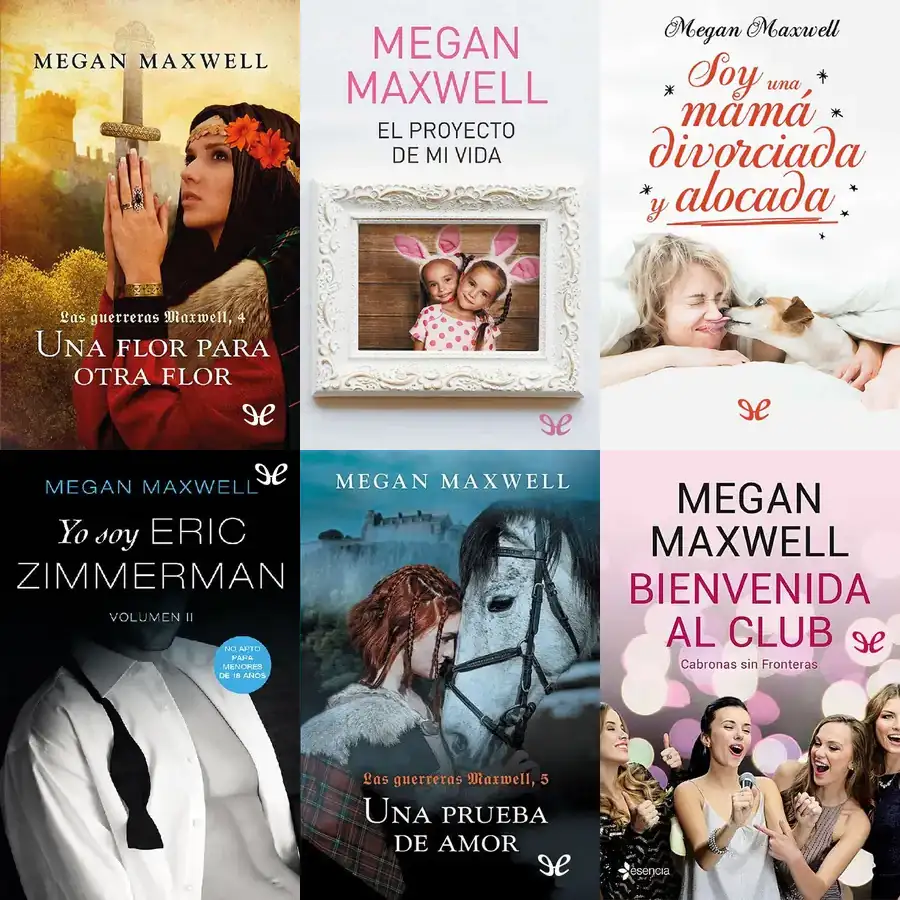 MEGAN MAXWELL
Las guerreras Maxwell, 4
UNA FLOR PARA
OTRA FLOR
MEGAN
MAXWELL
EL PROYECTO
DE MI VIDA
Megan Maxwell
Soy una
mamá
divorciada
y alocada
MEGAN MAXWELL
Yo soy ERIC
ZIMMERMAN
VOLUMEN II
NO APTO
PARA
MENORES
DE 18 AÑOS
MEGAN MAXWELL
Las guerreras Maxwell, 5
UNA PRUEBA
DE AMOR
MEGAN
MAXWELL
BIENVENIDA
AL CLUB
Cabronas sin Fronteras
esencia